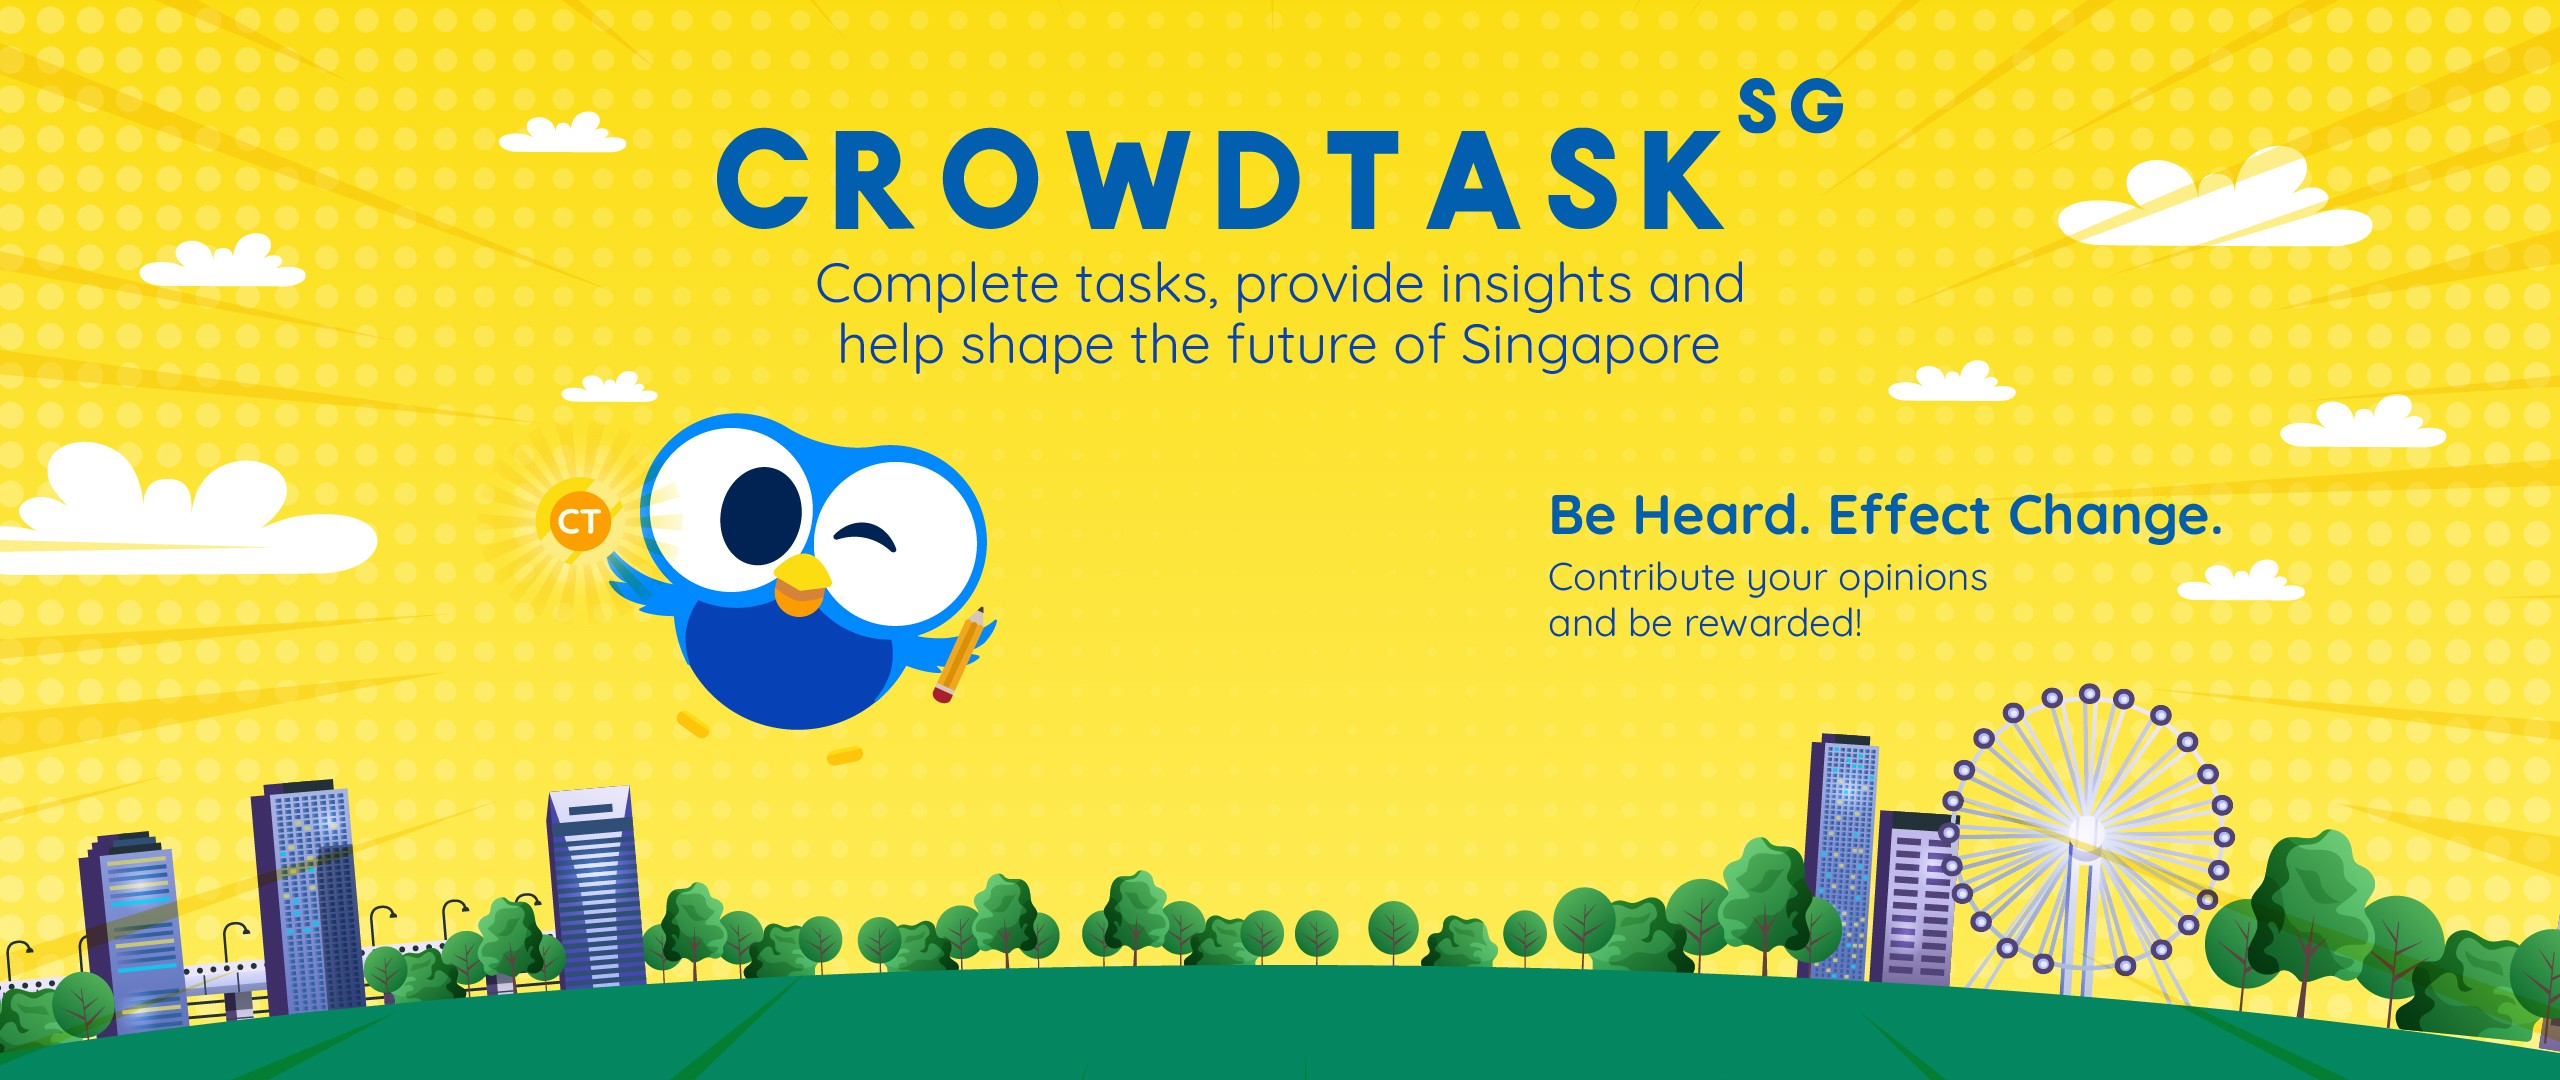 CROWDTASK SG
Complete tasks, provide insights and
help shape the future of Singapore
CT
Be Heard. Effect Change.
Contribute your opinions
and be rewarded!